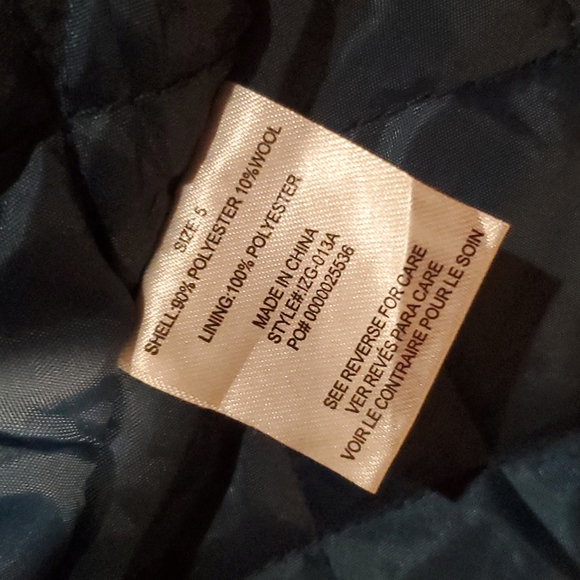 SIZE: 5
SHELL:90% POLYESTER 10%WOOL
LINING:100% POLYESTER
MADE IN CHINA
STYLE#:IZG-013A
PO# 0000025536
SEE REVERSE FOR CARE
VER REVÉS PARA CARE
VOIR LE CONTRAIRE POUR LE SOIN